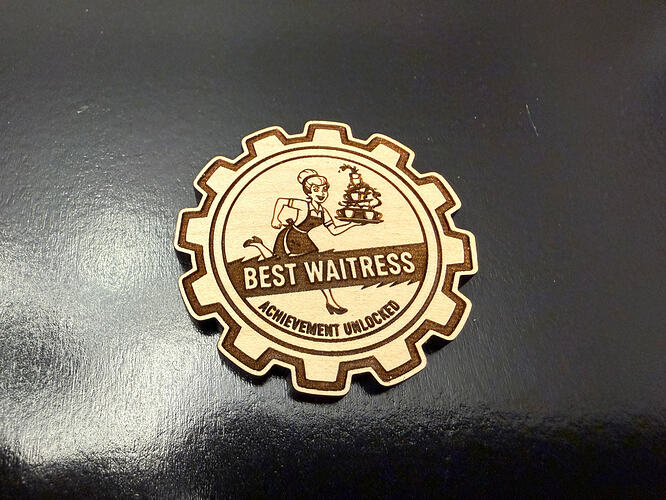 BEST WAITRESS
ACHIEVEMENT UNLOCKED